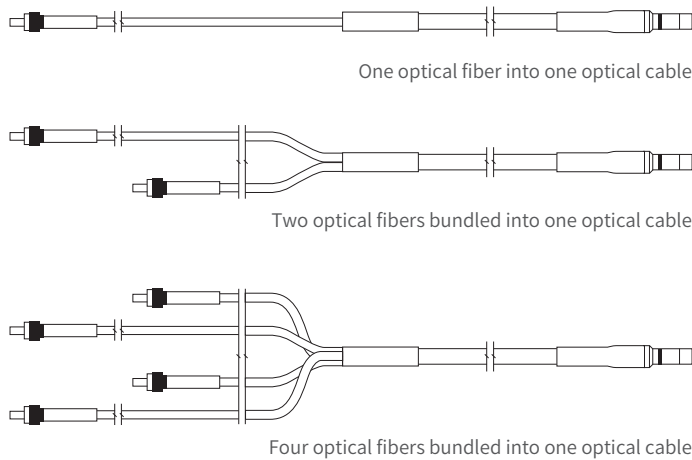 One optical fiber into one optical cable
Two optical fibers bundled into one optical cable
Four optical fibers bundled into one optical cable